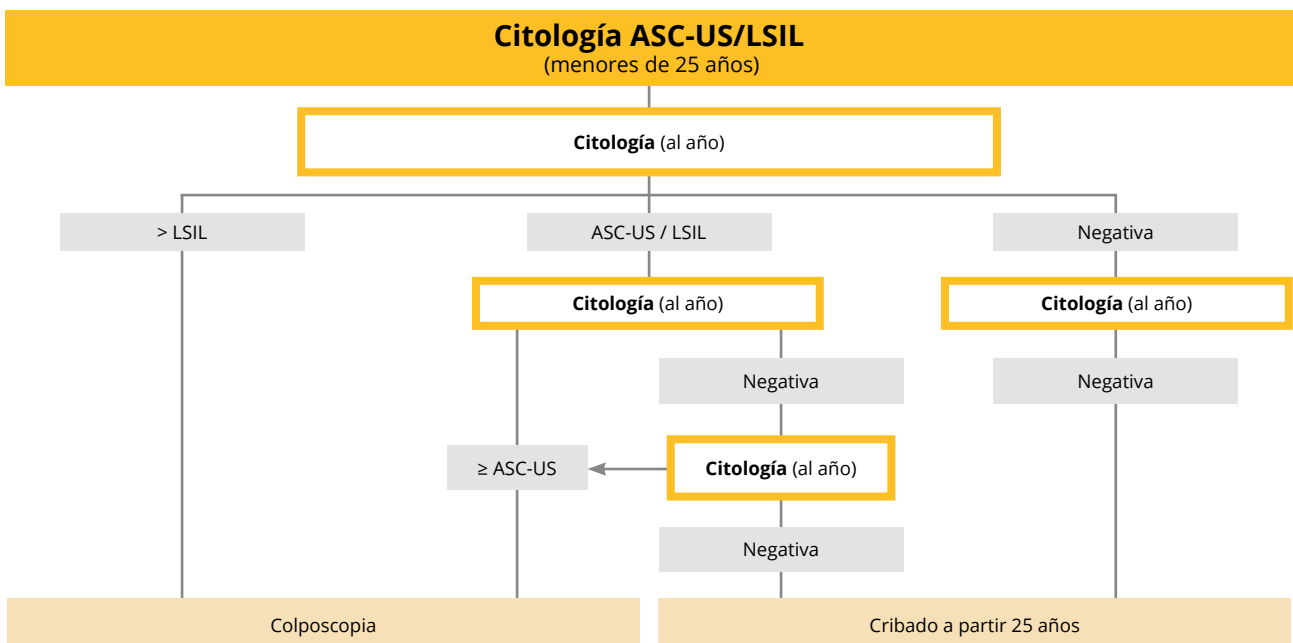 Citología ASC-US/LSIL
(menores de 25 años)
Citología (al año)
> LSIL
ASC-US / LSIL
Negativa
Citología (al año)
Citología (al año)
Negativa
Negativa
≥ ASC-US
Citología (al año)
Negativa
Colposcopia
Cribado a partir 25 años